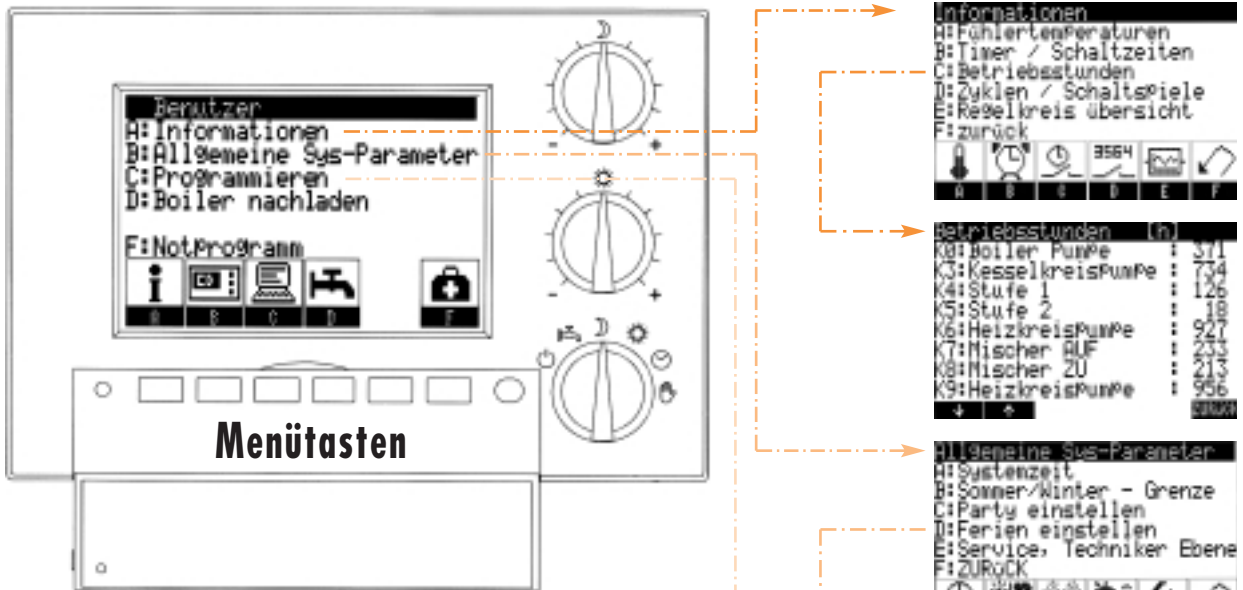 Benutzer
A:Informationen
B:Allgemeine Sys-Parameter
C:Programmieren
D:Boiler nachladen
F:Notprogramm
A B C D F
- +
- +
Menütasten
Informationen
A:Fühlertemperaturen
B:Timer / Schaltzeiten
C:Betriebsstunden
D:Zyklen / Schaltspiele
E:Regelkreis übersicht
F:zurück
3564
A B C D E F
Betriebsstunden [h]
K0:Boiler Pumpe : 371
K3:Kesselkreispumpe : 734
K4:Stufe 1 : 126
K5:Stufe 2 : 18
K6:Heizkreispumpe : 927
K7:Mischer AUF : 233
K8:Mischer ZU : 213
K9:Heizkreispumpe : 956
ZURüCK
Allgemeine Sys-Parameter
A:Systemzeit
B:Sommer/Winter - Grenze
C:Party einstellen
D:Ferien einstellen
E:Service, Techniker Ebene
F:ZURüCK